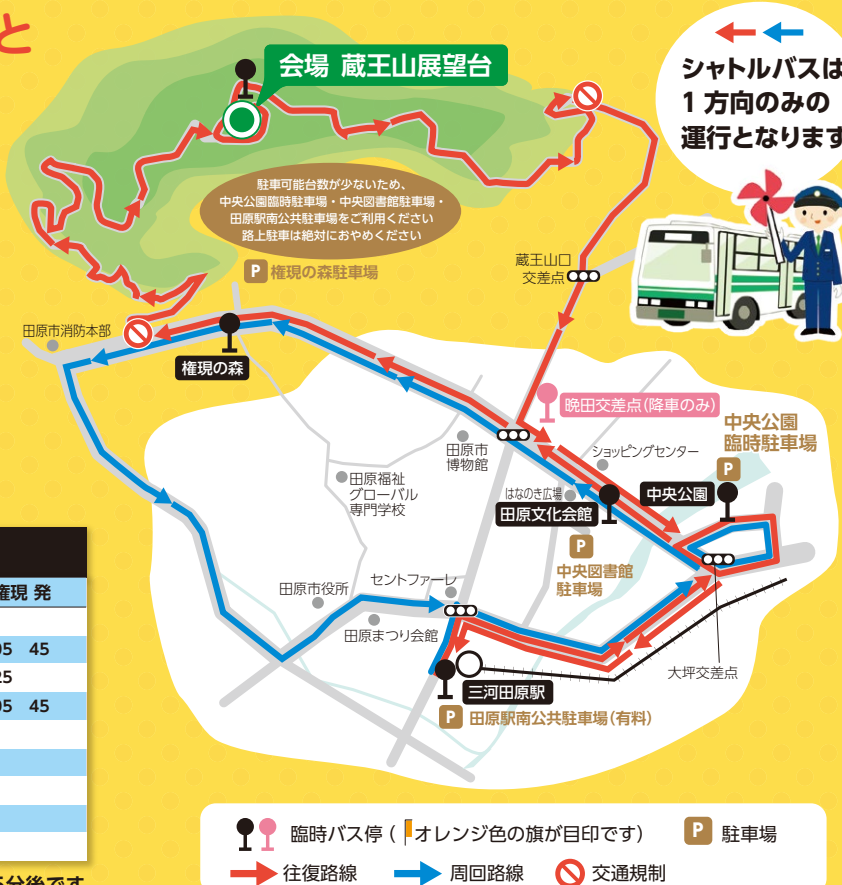 と
会場 蔵王山展望台
シャトルバスは
1方向のみの
運行となります
駐車可能台数が少ないため、
中央公園臨時駐車場・中央図書館駐車場・
田原駅南公共駐車場をご利用ください
路上駐車は絶対におやめください
P 権現の森駐車場
蔵王山口
交差点
田原市消防本部
権現の森
晩田交差点(降車のみ)
中央公園
臨時駐車場
P
田原市
博物館
ショッピングセンター
田原福祉
グローバル
専門学校
はなのき広場
田原文化会館
中央公園
P
中央図書館
駐車場
権現 発
05 45
25
05 45
田原市役所
セントファーレ
田原まつり会館
大坪交差点
三河田原駅
P 田原駅南公共駐車場(有料)
臨時バス停(オレンジ色の旗が目印です)
P 駐車場
往復路線
周回路線
交通規制
分後です